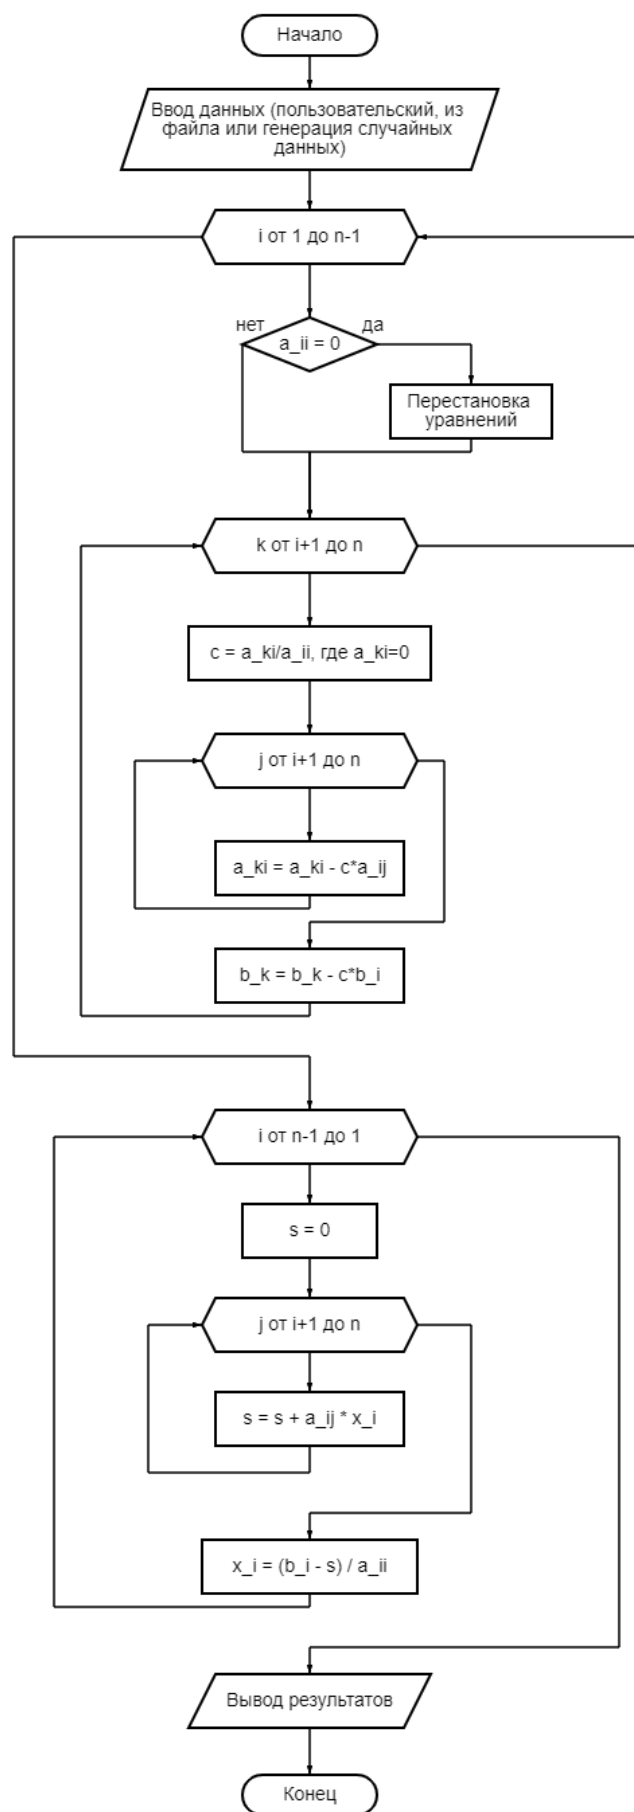 Начало
Ввод данных (пользовательский, из
файла или генерация случайных
данных)
i от 1 до n-1
нет
да
a_ii = 0
Перестановка
уравнений
k от i+1 до n
c = a_ki/a_ii, где a_ki=0
j от i+1 до n
a_ki = a_ki - c*a_ij
b_k = b_k - c*b_i
i от n-1 до 1
s = 0
j от i+1 до n
s = s + a_ij * x_i
x_i = (b_i - s) / a_ii
Вывод результатов
Конец